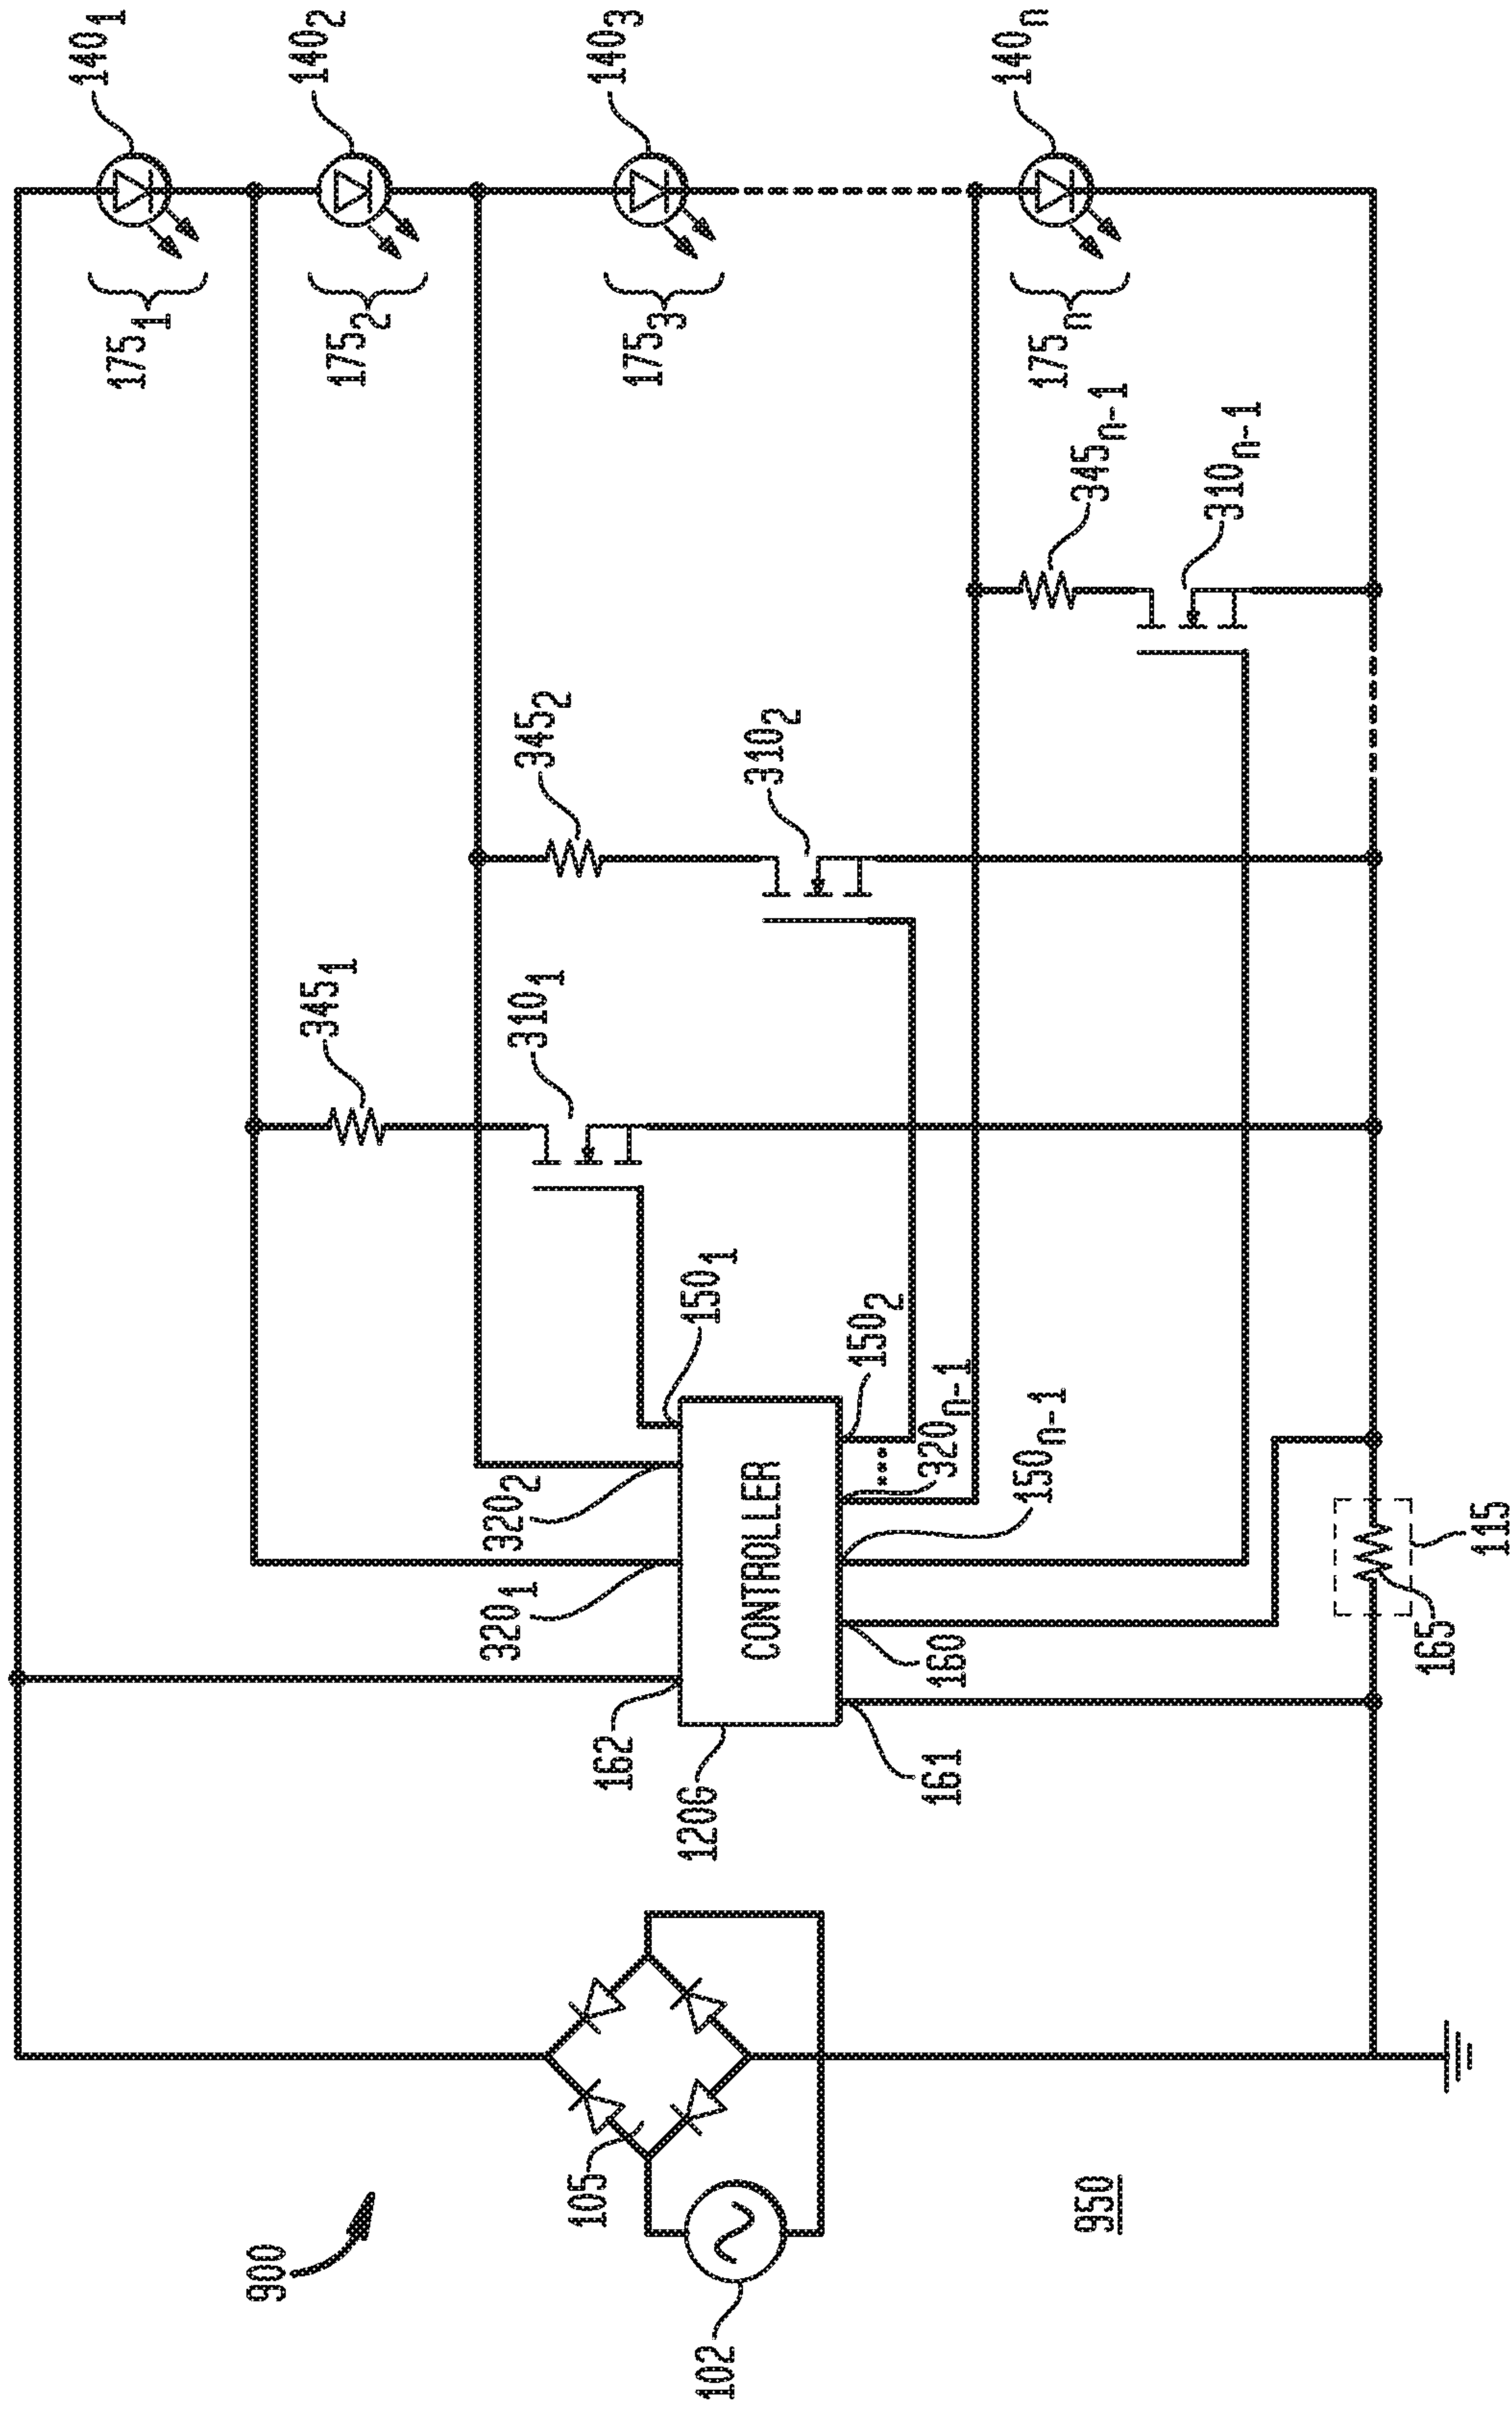 140₁
140₂
140₃
140ₙ
175₁
175₂
175₃
175ₙ
345ₙ₋₁
310ₙ₋₁
345₂
310₂
345₁
310₁
150₁
150₂
320ₙ₋₁
150ₙ₋₁
320₂
320₁
CONTROLLER
115
165
160
161
162
120G
105
900
102
950